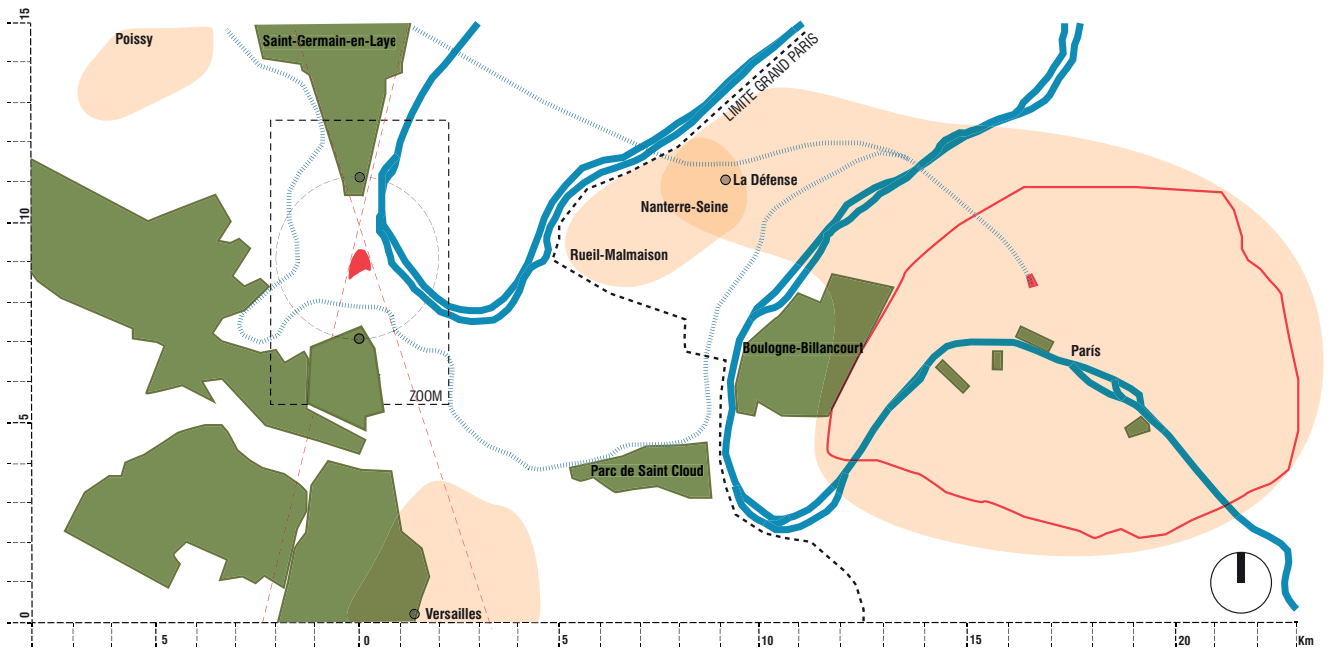 15
Poissy
Saint-Germain-en-Laye
LIMITE GRAND PARIS
La Défense
Nanterre-Seine
10
Rueil-Malmaison
Boulogne-Billancourt
París
ZOOM
5
Parc de Saint Cloud
Versailles
0
5
0
5
10
15
20
Km